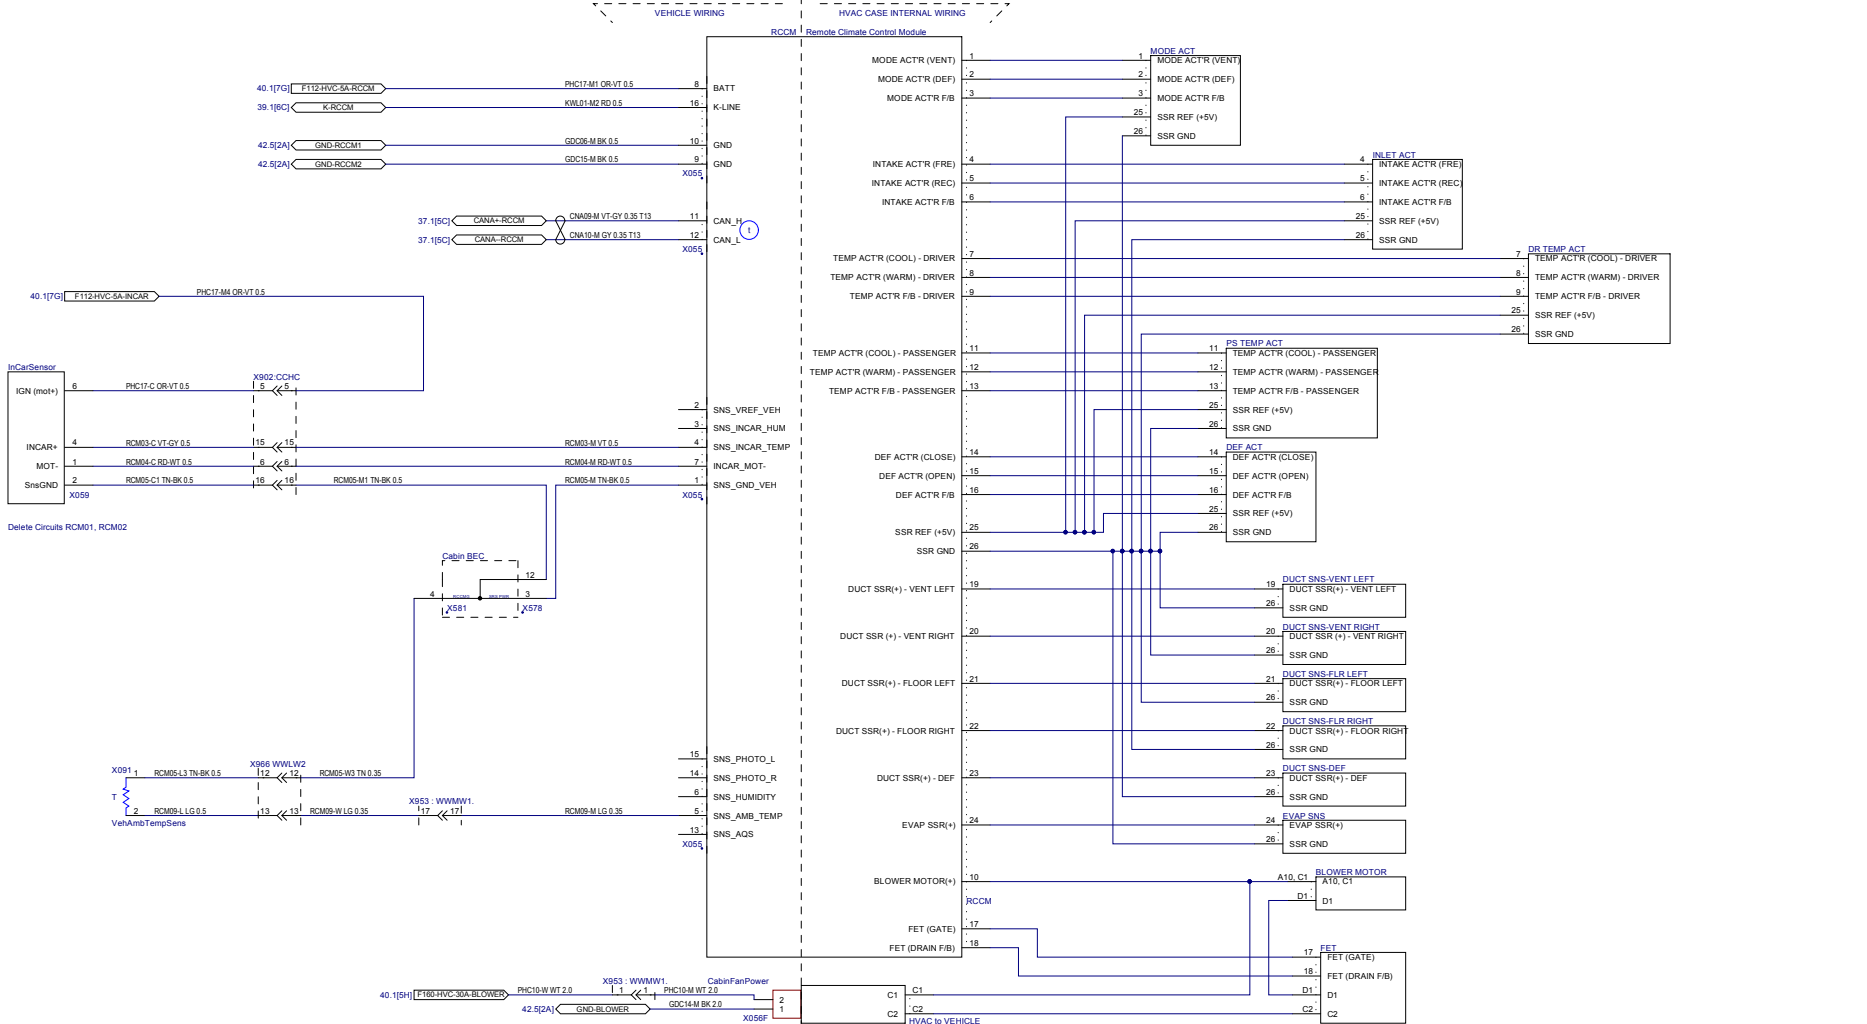 VEHICLE WIRING
HVAC CASE INTERNAL WIRING
RCCM
Remote Climate Control Module
40.1[7G] F112-HVC-5A-RCCM PHC17-M1 OR-VT 0.5 8 BATT
39.1[6C] K-RCCM KWL01-M2 RD 0.5 16 K-LINE
42.5[2A] GND-RCCM1 GDC06-M BK 0.5 10 GND
42.5[2A] GND-RCCM2 GDC15-M BK 0.5 9 GND
X055
37.1[5C] CANA+-RCCM CNA09-M VT-GY 0.35 T13 11 CAN_H
t
37.1[5C] CANA--RCCM CNA10-M GY 0.35 T13 12 CAN_L
X055
40.1[7G] F112-HVC-5A-INCAR PHC17-M4 OR-VT 0.5
InCarSensor
X902:CCHC
IGN (mot+) 6 PHC17-C OR-VT 0.5 5 5
2 SNS_VREF_VEH
3 SNS_INCAR_HUM
INCAR+ 4 RCM03-C VT-GY 0.5 15 15 RCM03-M VT 0.5 4 SNS_INCAR_TEMP
MOT- 1 RCM04-C RD-WT 0.5 6 6 RCM04-M RD-WT 0.5 7 INCAR_MOT-
SnsGND 2 RCM05-C1 TN-BK 0.5 16 16 RCM05-M1 TN-BK 0.5 RCM05-M TN-BK 0.5 1 SNS_GND_VEH
X059
X055
Delete Circuits RCM01, RCM02
Cabin BEC
12
4 3
X581 X578
15 SNS_PHOTO_L
X091 1 RCM05-L3 TN-BK 0.5 X966 WWLW2 12 12 RCM05-W3 TN 0.35 14 SNS_PHOTO_R
T
6 SNS_HUMIDITY
2 RCM09-L LG 0.5 13 13 RCM09-W LG 0.35 X953 : WWMW1. 17 17 RCM09-M LG 0.35 5 SNS_AMB_TEMP
VehAmbTempSens
13 SNS_AQS
X055
MODE ACT
MODE ACT'R (VENT) 1 1 MODE ACT'R (VENT)
MODE ACT'R (DEF) 2 2 MODE ACT'R (DEF)
MODE ACT'R F/B 3 3 MODE ACT'R F/B
25 SSR REF (+5V)
26 SSR GND
INLET ACT
INTAKE ACT'R (FRE) 4 4 INTAKE ACT'R (FRE)
INTAKE ACT'R (REC) 5 5 INTAKE ACT'R (REC)
INTAKE ACT'R F/B 6 6 INTAKE ACT'R F/B
25 SSR REF (+5V)
26 SSR GND
DR TEMP ACT
TEMP ACT'R (COOL) - DRIVER 7 7 TEMP ACT'R (COOL) - DRIVER
TEMP ACT'R (WARM) - DRIVER 8 8 TEMP ACT'R (WARM) - DRIVER
TEMP ACT'R F/B - DRIVER 9 9 TEMP ACT'R F/B - DRIVER
25 SSR REF (+5V)
26 SSR GND
PS TEMP ACT
TEMP ACT'R (COOL) - PASSENGER 11 11 TEMP ACT'R (COOL) - PASSENGER
TEMP ACT'R (WARM) - PASSENGER 12 12 TEMP ACT'R (WARM) - PASSENGER
TEMP ACT'R F/B - PASSENGER 13 13 TEMP ACT'R F/B - PASSENGER
25 SSR REF (+5V)
26 SSR GND
DEF ACT
DEF ACT'R (CLOSE) 14 14 DEF ACT'R (CLOSE)
DEF ACT'R (OPEN) 15 15 DEF ACT'R (OPEN)
DEF ACT'R F/B 16 16 DEF ACT'R F/B
25 SSR REF (+5V)
SSR REF (+5V) 25 26 SSR GND
SSR GND 26
DUCT SNS-VENT LEFT
DUCT SSR(+) - VENT LEFT 19 19 DUCT SSR(+) - VENT LEFT
26 SSR GND
DUCT SNS-VENT RIGHT
DUCT SSR (+) - VENT RIGHT 20 20 DUCT SSR (+) - VENT RIGHT
26 SSR GND
DUCT SNS-FLR LEFT
DUCT SSR(+) - FLOOR LEFT 21 21 DUCT SSR(+) - FLOOR LEFT
26 SSR GND
DUCT SNS-FLR RIGHT
DUCT SSR(+) - FLOOR RIGHT 22 22 DUCT SSR(+) - FLOOR RIGHT
26 SSR GND
DUCT SNS-DEF
DUCT SSR(+) - DEF 23 23 DUCT SSR(+) - DEF
26 SSR GND
EVAP SNS
EVAP SSR(+) 24 24 EVAP SSR(+)
26 SSR GND
BLOWER MOTOR
BLOWER MOTOR(+) 10 A10, C1 A10, C1
RCCM D1 D1
FET (GATE) 17
FET (DRAIN F/B) 18
FET
17 FET (GATE)
18 FET (DRAIN F/B)
D1 D1
C2 C2
40.1[5H] F160-HVC-30A-BLOWER PHC10-W WT 2.0 X953 : WWMW1. 1 1 PHC10-M WT 2.0 CabinFanPower 2 C1 C1
42.5[2A] GND-BLOWER GDC14-M BK 2.0 1 C2 C2
X056F
HVAC to VEHICLE